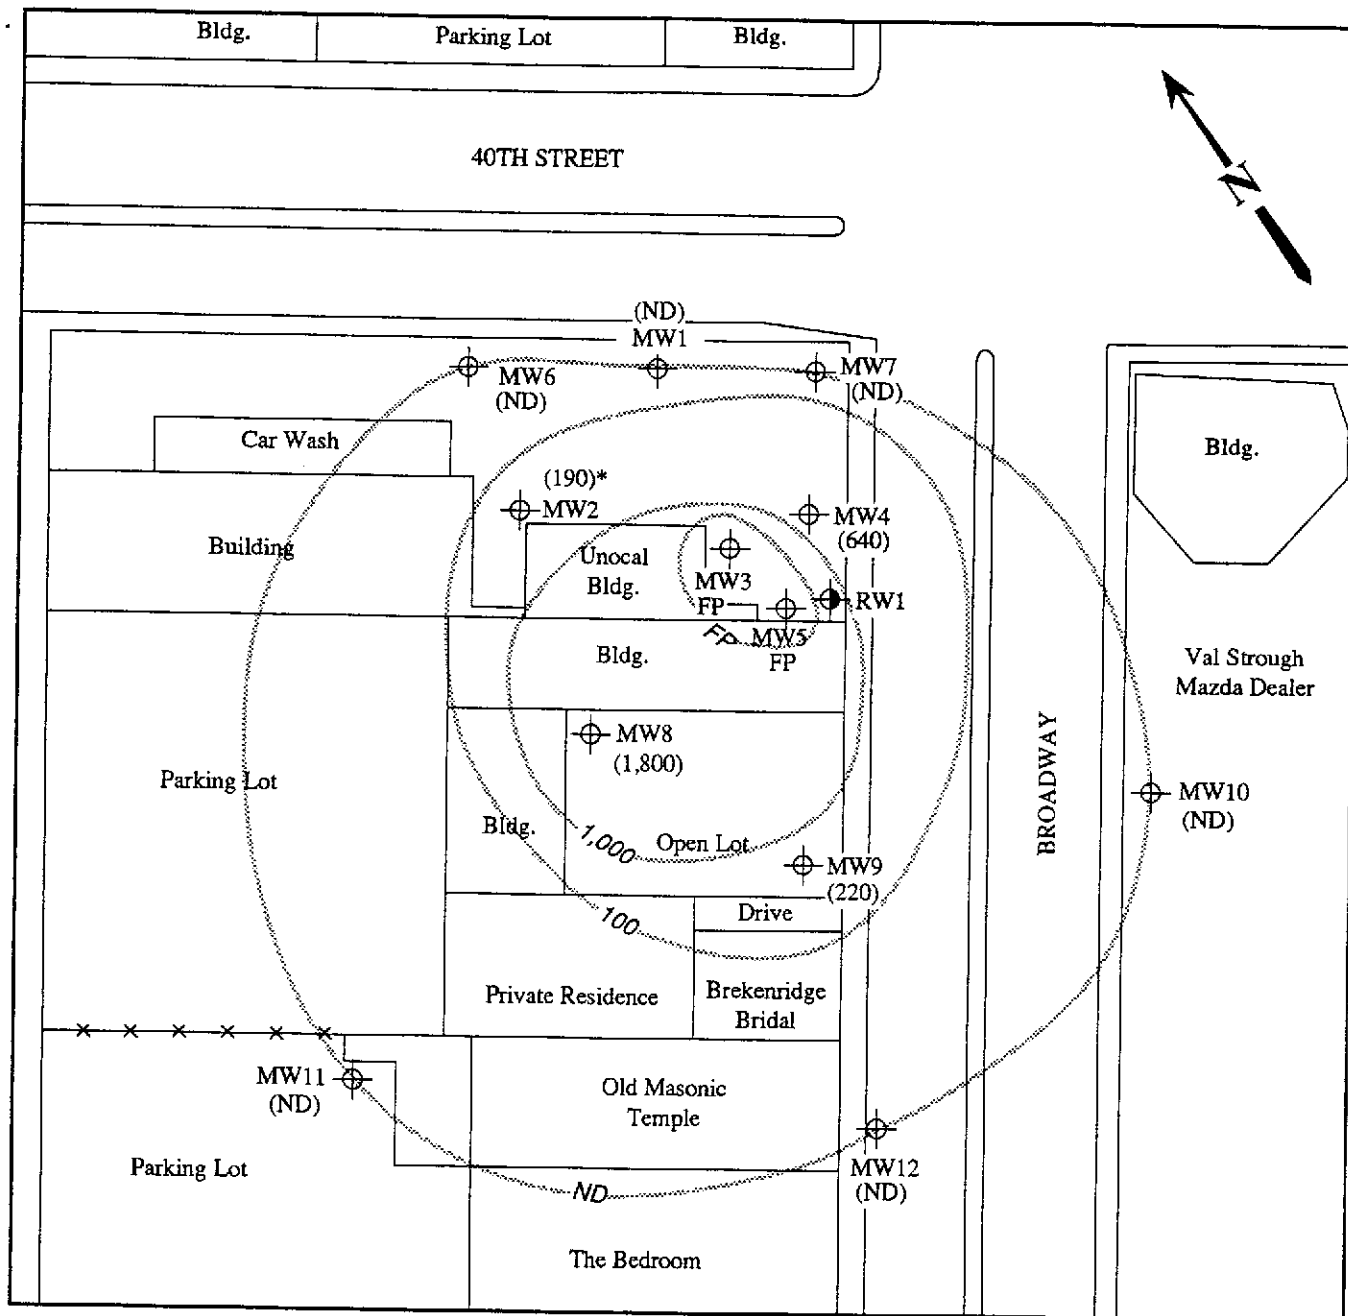 Bldg.
Parking Lot
Bldg.
40TH STREET
N
(ND)
MW1
MW6
(ND)
MW7
(ND)
Car Wash
Bldg.
(190)*
MW2
MW4
(640)
Building
Unocal
Bldg.
MW3
FP
RW1
FP
MW5
FP
Bldg.
Val Strough
Mazda Dealer
MW8
(1,800)
Parking Lot
BROADWAY
MW10
(ND)
Bldg.
1,000
Open Lot
MW9
(220)
100
Drive
Private Residence
Brekenridge
Bridal
MW11
(ND)
Old Masonic
Temple
Parking Lot
MW12
(ND)
ND
The Bedroom